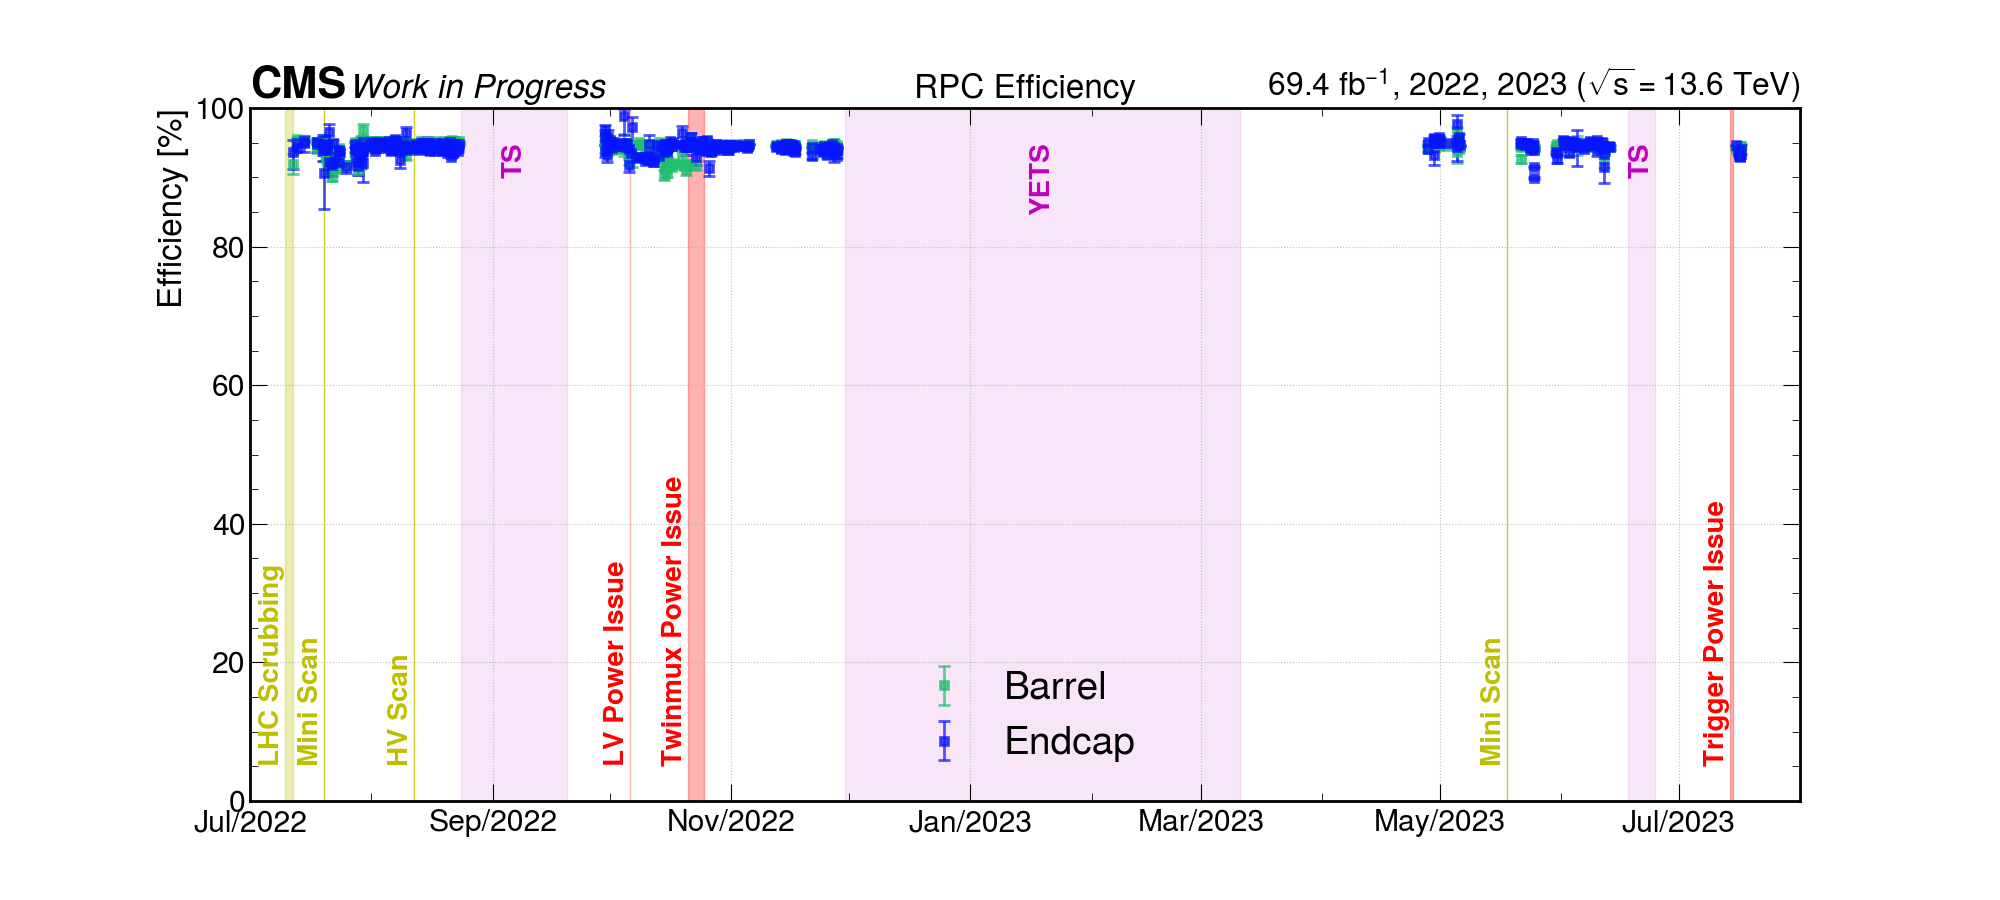 CMS Work in Progress
RPC Efficiency
69.4 fb⁻¹, 2022, 2023 (√s = 13.6 TeV)
Efficiency [%]
100
80
60
40
20
0
TS
YETS
TS
LHC Scrubbing
Mini Scan
HV Scan
LV Power Issue
Twinmux Power Issue
Mini Scan
Trigger Power Issue
Barrel
Endcap
Jul/2022
Sep/2022
Nov/2022
Jan/2023
Mar/2023
May/2023
Jul/2023